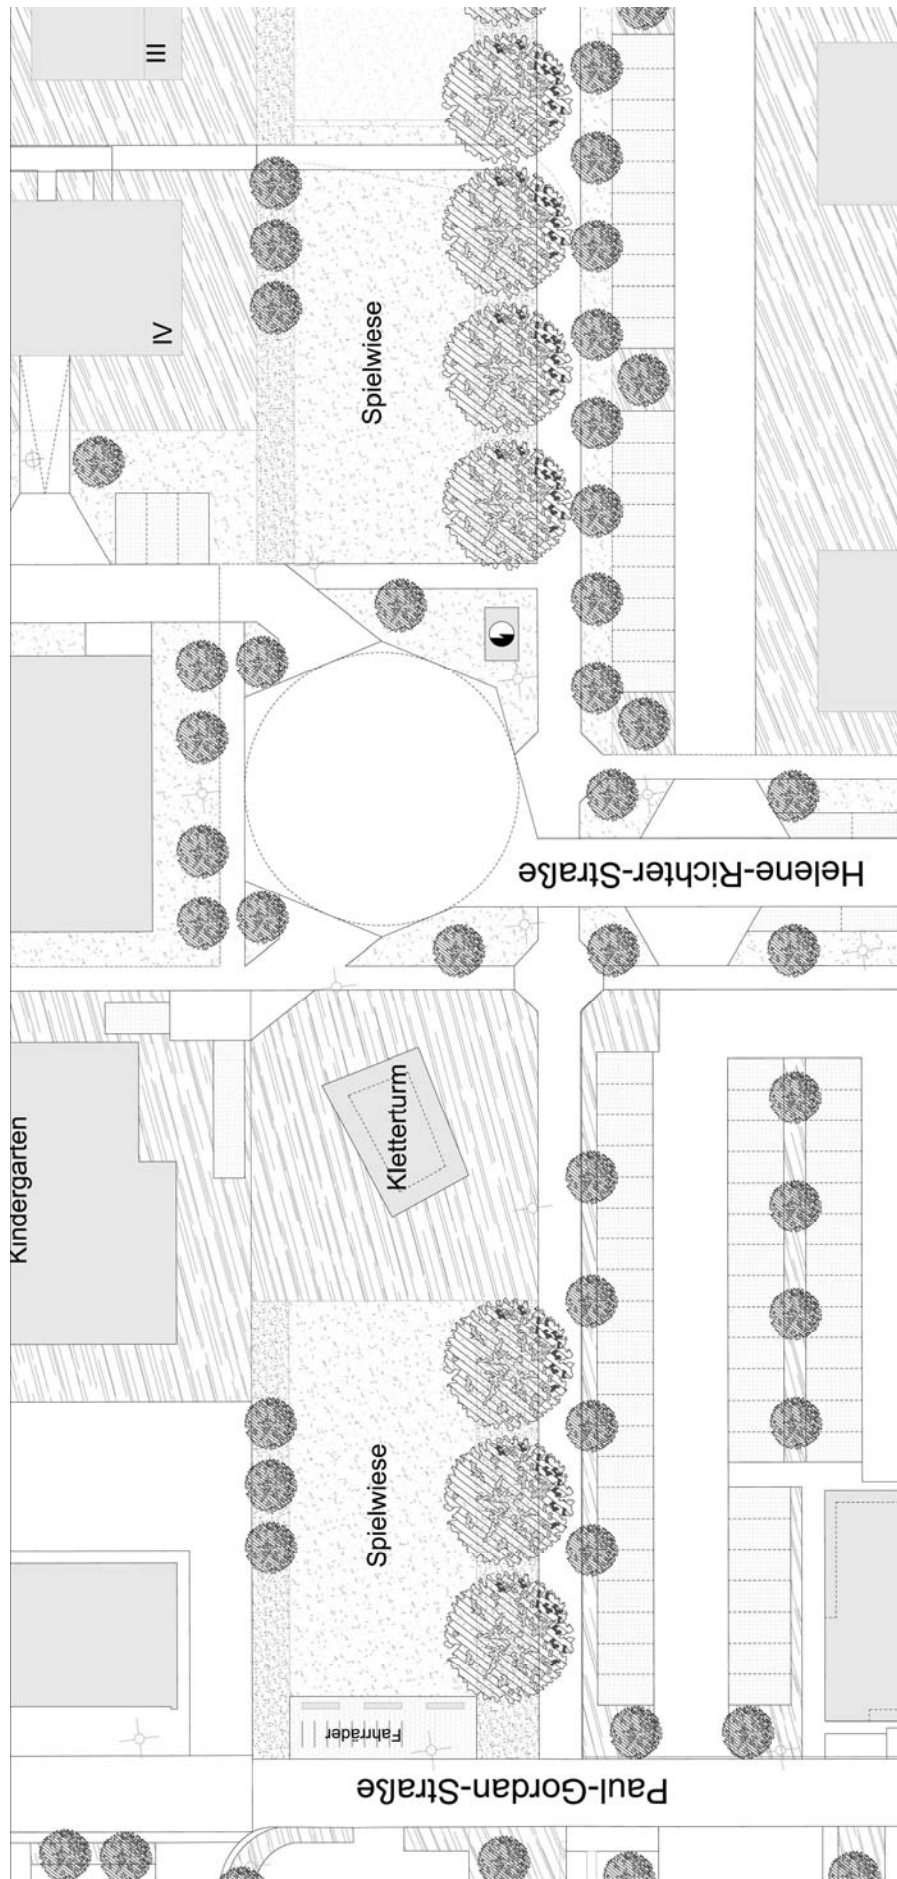 III
IV
Spielwiese
Helene-Richter-Straße
Kletterturm
Kindergarten
Spielwiese
Fahrräder
Paul-Gordan-Straße